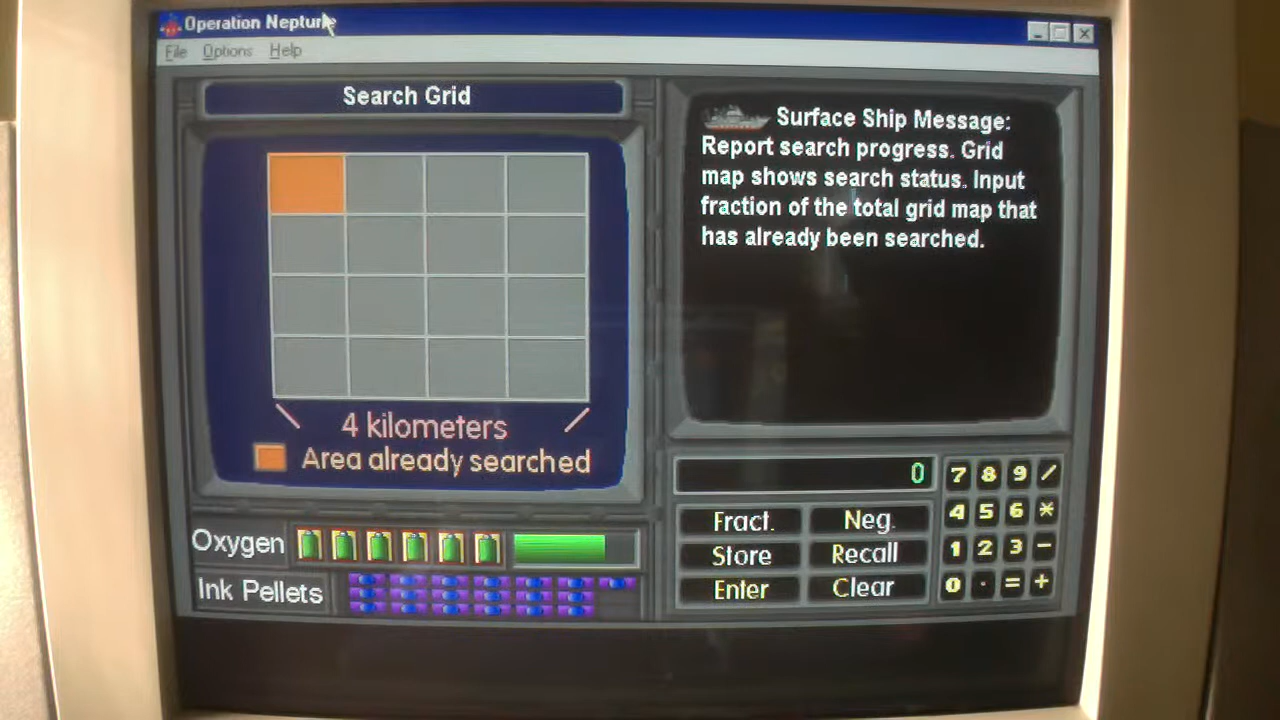 Operation Neptune
File Options Help
Search Grid
4 kilometers
Area already searched
Surface Ship Message:
Report search progress. Grid
map shows search status. Input
fraction of the total grid map that
has already been searched.
Oxygen
Ink Pellets
0
Fract. Neg.
Store Recall
Enter Clear
7 8 9 /
4 5 6 *
1 2 3 -
0 . = +